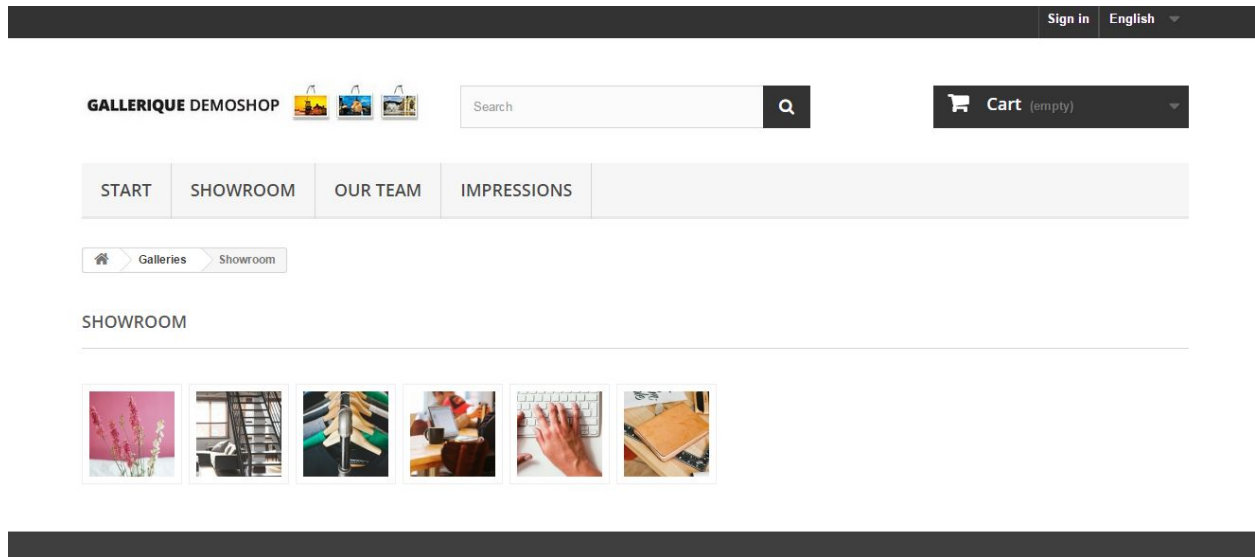 Sign in English
GALLERIQUE DEMOSHOP
Search
Cart (empty)
START SHOWROOM OUR TEAM IMPRESSIONS
Galleries Showroom
SHOWROOM